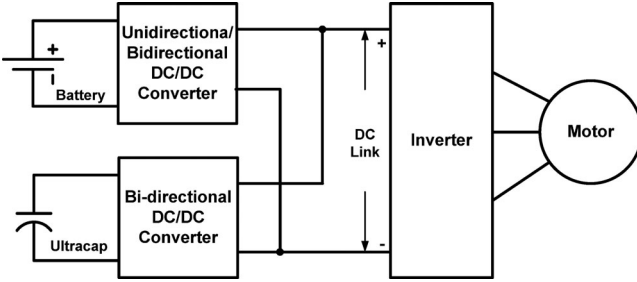 Unidirectiona/
Bidirectional
DC/DC
Converter
+
Battery
+
DC
Link
-
Inverter
Motor
Bi-directional
DC/DC
Converter
Ultracap